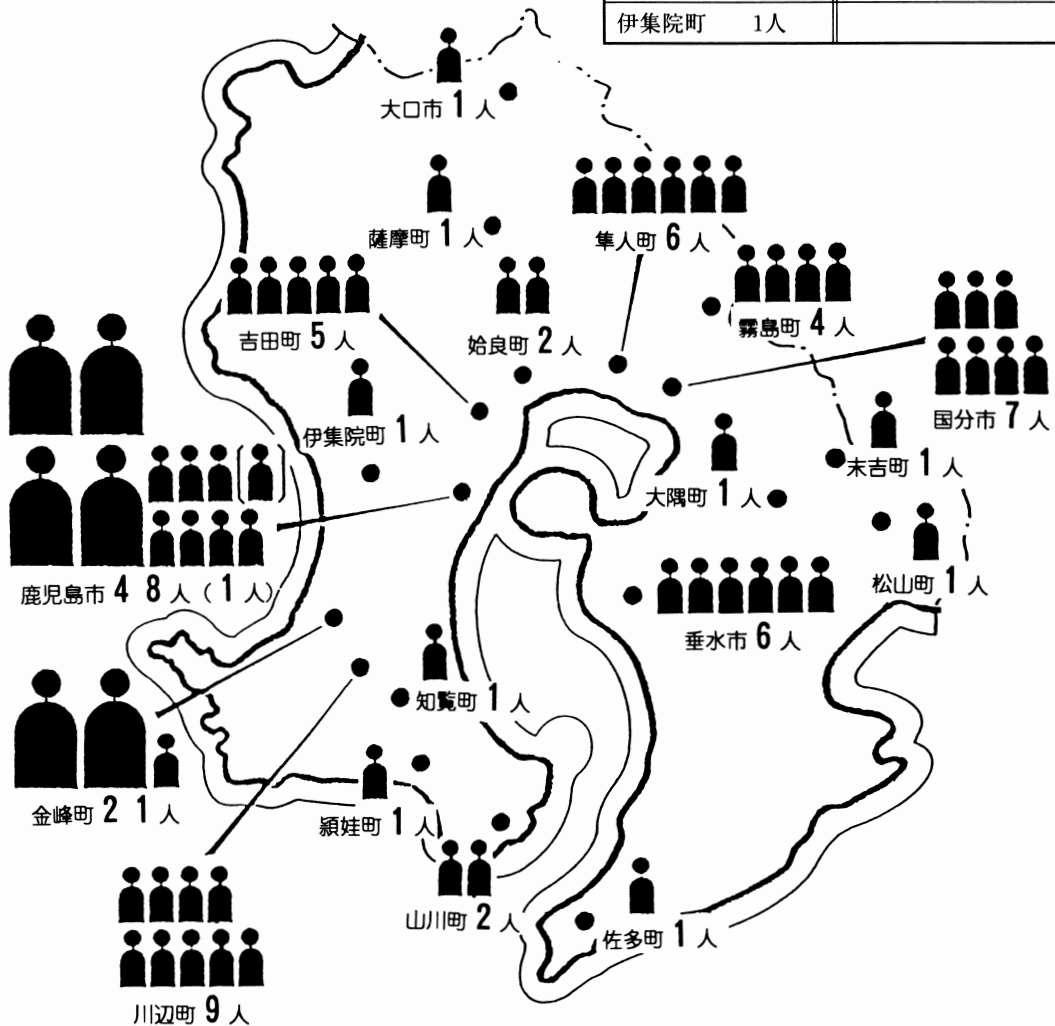 伊集院町 1人
大口市 1 人
薩摩町 1 人
隼人町 6 人
霧島町 4 人
吉田町 5 人
姶良町 2 人
国分市 7 人
伊集院町 1 人
末吉町 1 人
大隅町 1 人
松山町 1 人
鹿児島市 4 8 人 (1 人)
垂水市 6 人
知覧町 1 人
金峰町 2 1 人
頴娃町 1 人
山川町 2 人
佐多町 1 人
川辺町 9 人